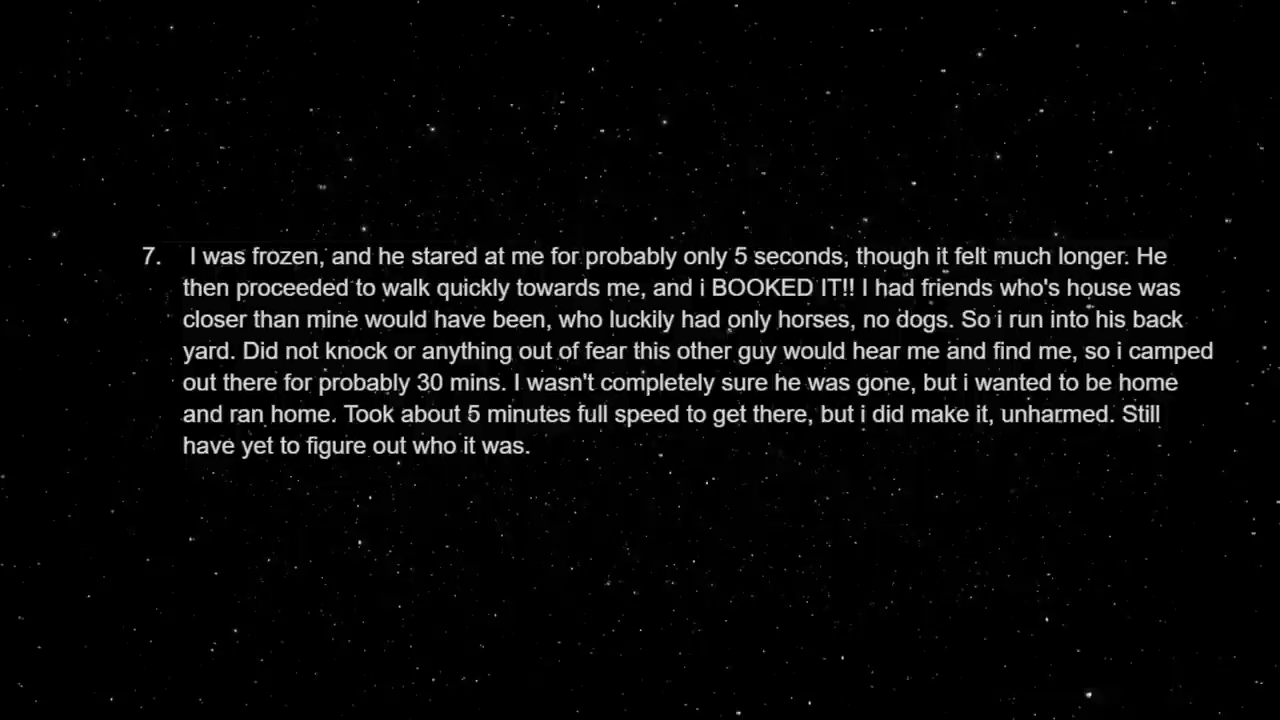 7. I was frozen, and he stared at me for probably only 5 seconds, though it felt much longer. He
then proceeded to walk quickly towards me, and i BOOKED IT!! I had friends who's house was
closer than mine would have been, who luckily had only horses, no dogs. So i run into his back
yard. Did not knock or anything out of fear this other guy would hear me and find me, so i camped
out there for probably 30 mins. I wasn't completely sure he was gone, but i wanted to be home
and ran home. Took about 5 minutes full speed to get there, but i did make it, unharmed. Still
have yet to figure out who it was.